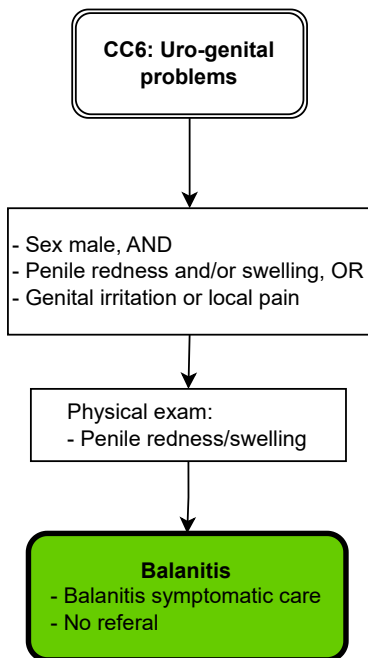 CC6: Uro-genital
problems
- Sex male, AND
- Penile redness and/or swelling, OR
- Genital irritation or local pain
Physical exam:
- Penile redness/swelling
Balanitis
- Balanitis symptomatic care
- No referal